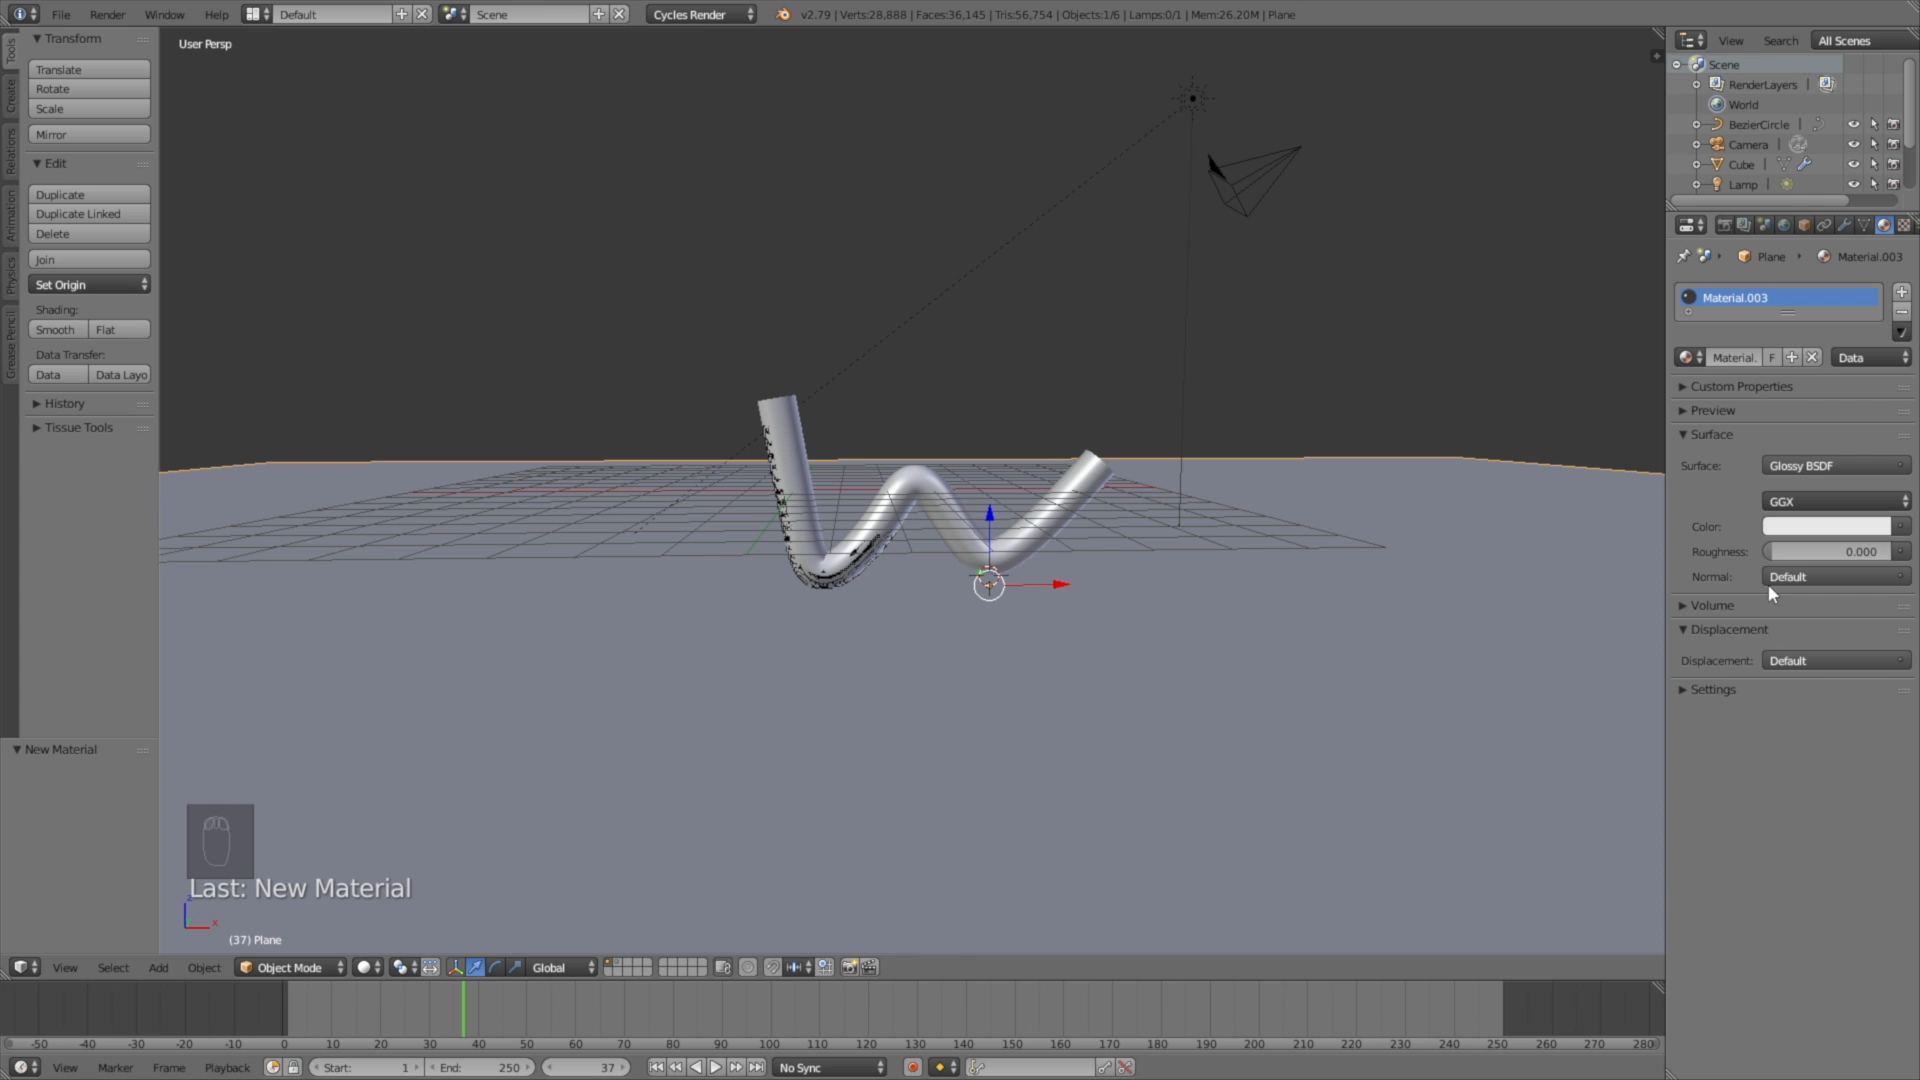 File Render Window Help Default Scene Cycles Render v2.79 | Verts:28,888 | Faces:36,145 | Tris:56,754 | Objects:1/6 | Lamps:0/1 | Mem:26.20M | Plane
Tools
Create
Relations
Animation
Physics
Grease Pencil
Transform
Translate
Rotate
Scale
Mirror
Edit
Duplicate
Duplicate Linked
Delete
Join
Set Origin
Shading:
Smooth Flat
Data Transfer:
Data Data Layo
History
Tissue Tools
New Material
User Persp
Last: New Material
z
x
(37) Plane
View Search All Scenes
Scene
RenderLayers |
World
BezierCircle |
Camera |
Cube |
Lamp |
Plane Material.003
Material.003
Material. F Data
Custom Properties
Preview
Surface
Surface: Glossy BSDF
GGX
Color:
Roughness: 0.000
Normal: Default
Volume
Displacement
Displacement: Default
Settings
View Select Add Object Object Mode Global
-50 -40 -30 -20 -10 0 10 20 30 40 50 60 70 80 90 100 110 120 130 140 150 160 170 180 190 200 210 220 230 240 250 260 270 280
View Marker Frame Playback Start: 1 End: 250 37 No Sync